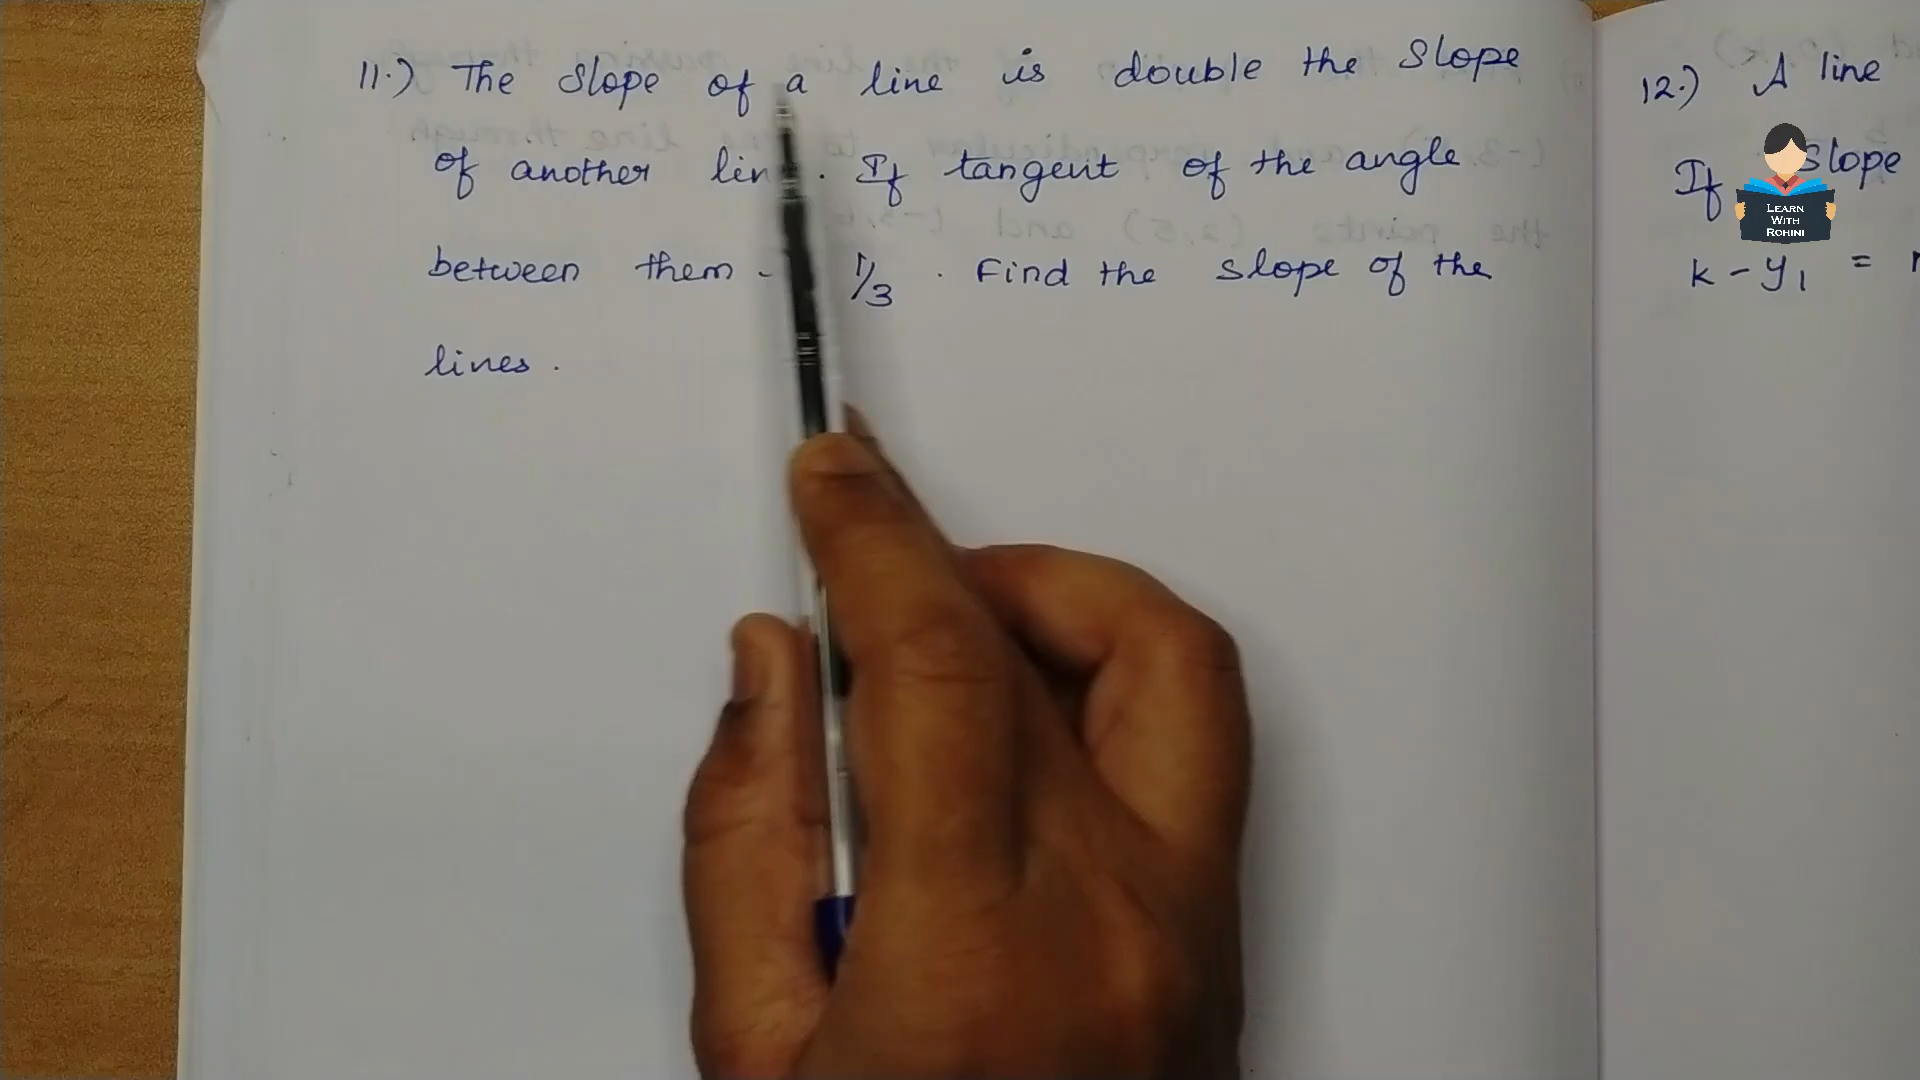 11.) The slope of a line is double the slope
of another line. If tangent of the angle
between them - 1/3. Find the slope of the
lines.
12.) A line
If slope
k - y1 =
LEARN
WITH
ROHINI